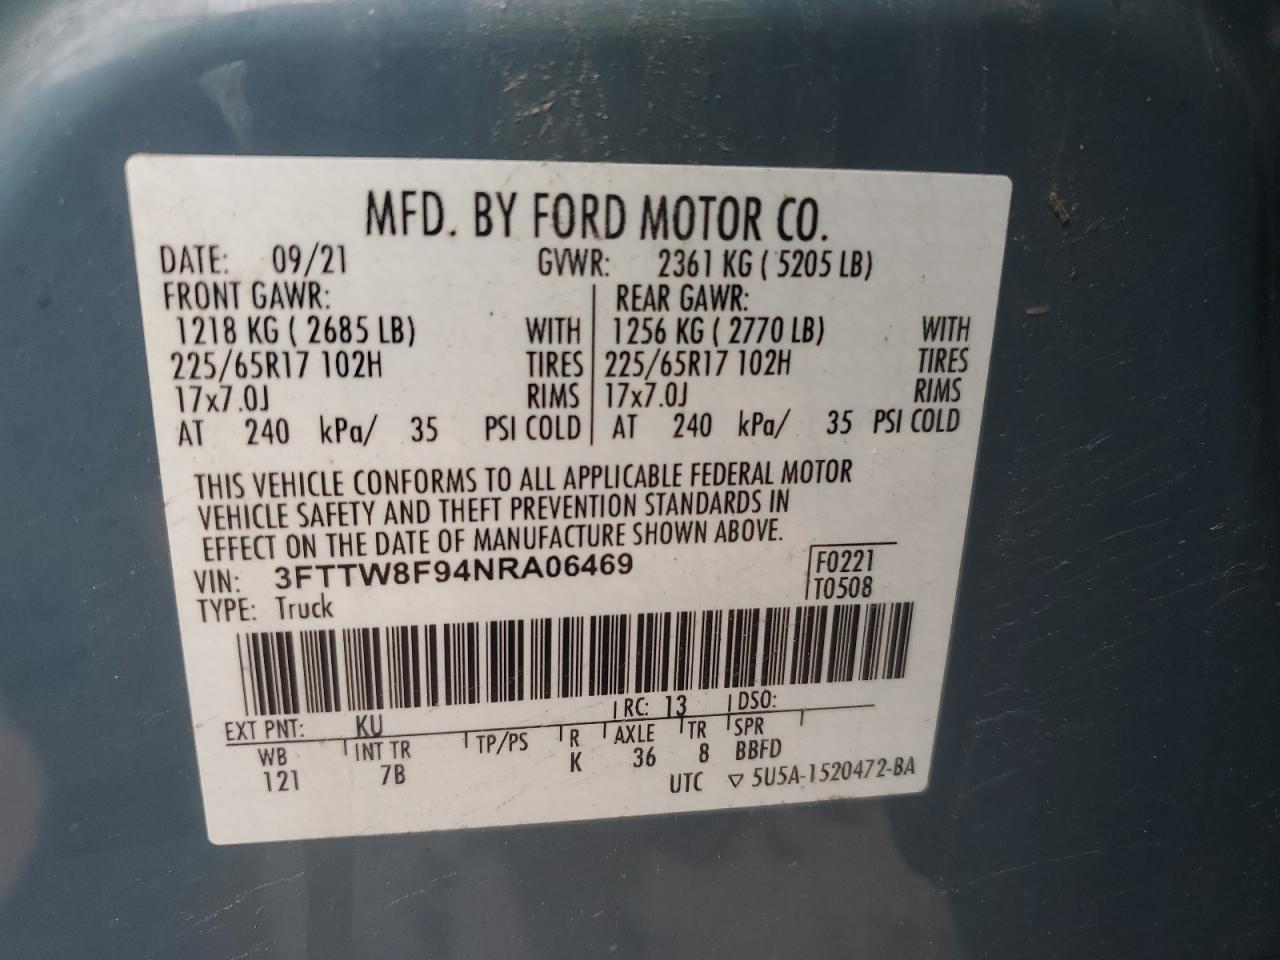 MFD. BY FORD MOTOR CO.
DATE: 09/21 GVWR: 2361 KG ( 5205 LB)
FRONT GAWR: REAR GAWR:
1218 KG ( 2685 LB) WITH 1256 KG ( 2770 LB) WITH
225/65R17 102H TIRES 225/65R17 102H TIRES
17x7.0J RIMS 17x7.0J RIMS
AT 240 kPa/ 35 PSI COLD AT 240 kPa/ 35 PSI COLD
THIS VEHICLE CONFORMS TO ALL APPLICABLE FEDERAL MOTOR
VEHICLE SAFETY AND THEFT PREVENTION STANDARDS IN
EFFECT ON THE DATE OF MANUFACTURE SHOWN ABOVE.
VIN: 3FTTW8F94NRA06469 F0221
TYPE: Truck T0508
EXT PNT: KU RC: 13 DSO:
WB INT TR TP/PS R AXLE TR SPR
121 7B K 36 8 BBFD
UTC ▽ 5U5A-1520472-BA